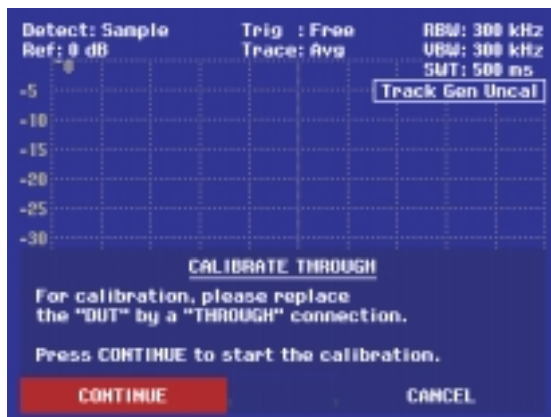 Detect: Sample Trig : Free RBW: 300 kHz
Ref: 0 dB Trace: Avg VBW: 300 kHz
SWT: 500 ms
-0
-5 Track Gen Uncal
-10
-15
-20
-25
-30
CALIBRATE THROUGH
For calibration, please replace
the "DUT" by a "THROUGH" connection.
Press CONTINUE to start the calibration.
CONTINUE CANCEL